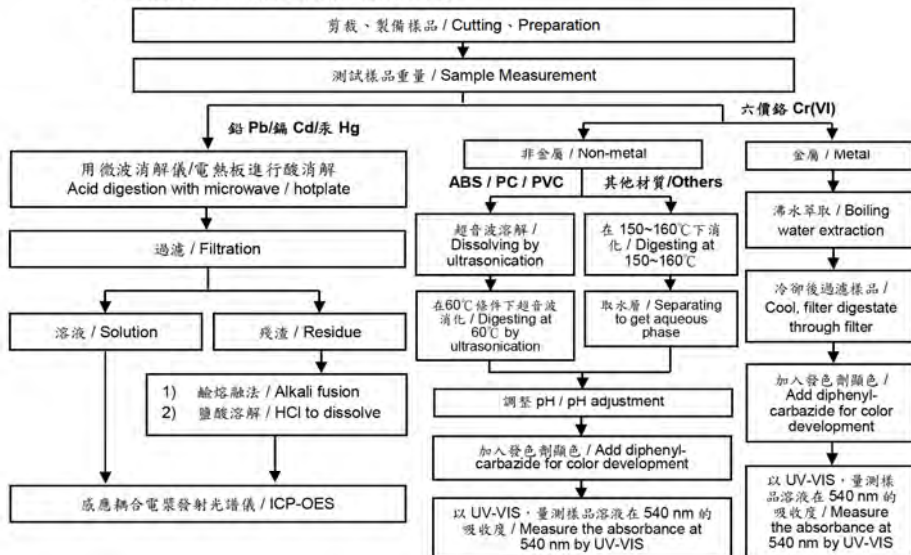 剪裁、製備樣品 / Cutting、Preparation
測試樣品重量 / Sample Measurement
鉛 Pb/鎘 Cd/汞 Hg
六價鉻 Cr(VI)
用微波消解儀/電熱板進行酸消解
Acid digestion with microwave / hotplate
過濾 / Filtration
溶液 / Solution
殘渣 / Residue
1) 鹼熔融法 / Alkali fusion
2) 鹽酸溶解 / HCl to dissolve
感應耦合電漿發射光譜儀 / ICP-OES
非金屬 / Non-metal
ABS / PC / PVC
其他材質/Others
超音波溶解 /
Dissolving by
ultrasonication
在 150~160℃下消
化 / Digesting at
150~160℃
在60℃條件下超音波
消化 / Digesting at
60℃ by
ultrasonication
取水層 / Separating
to get aqueous
phase
調整 pH / pH adjustment
加入發色劑顯色 / Add diphenyl-
carbazide for color development
以 UV-VIS，量測樣品溶液在 540 nm 的
吸收度 / Measure the absorbance at
540 nm by UV-VIS
金屬 / Metal
沸水萃取 / Boiling
water extraction
冷卻後過濾樣品 /
Cool, filter digestate
through filter
加入發色劑顯色 /
Add diphenyl-
carbazide for color
development
以 UV-VIS，量測樣
品溶液在 540 nm 的
吸收度 / Measure
the absorbance at
540 nm by UV-VIS